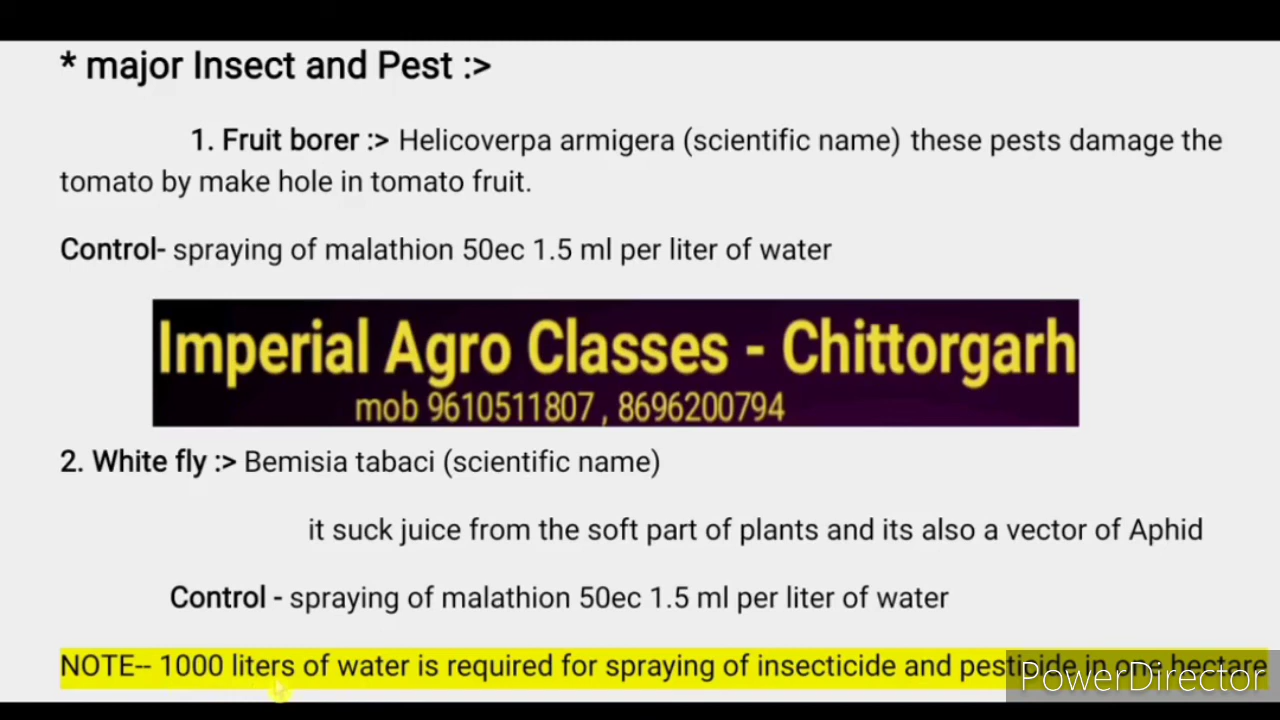 * major Insect and Pest :>
1. Fruit borer :> Helicoverpa armigera (scientific name) these pests damage the
tomato by make hole in tomato fruit.
Control- spraying of malathion 50ec 1.5 ml per liter of water
Imperial Agro Classes - Chittorgarh
mob 9610511807 , 8696200794
2. White fly :> Bemisia tabaci (scientific name)
it suck juice from the soft part of plants and its also a vector of Aphid
Control - spraying of malathion 50ec 1.5 ml per liter of water
NOTE-- 1000 liters of water is required for spraying of insecticide and pesticide in one hectare
PowerDirector